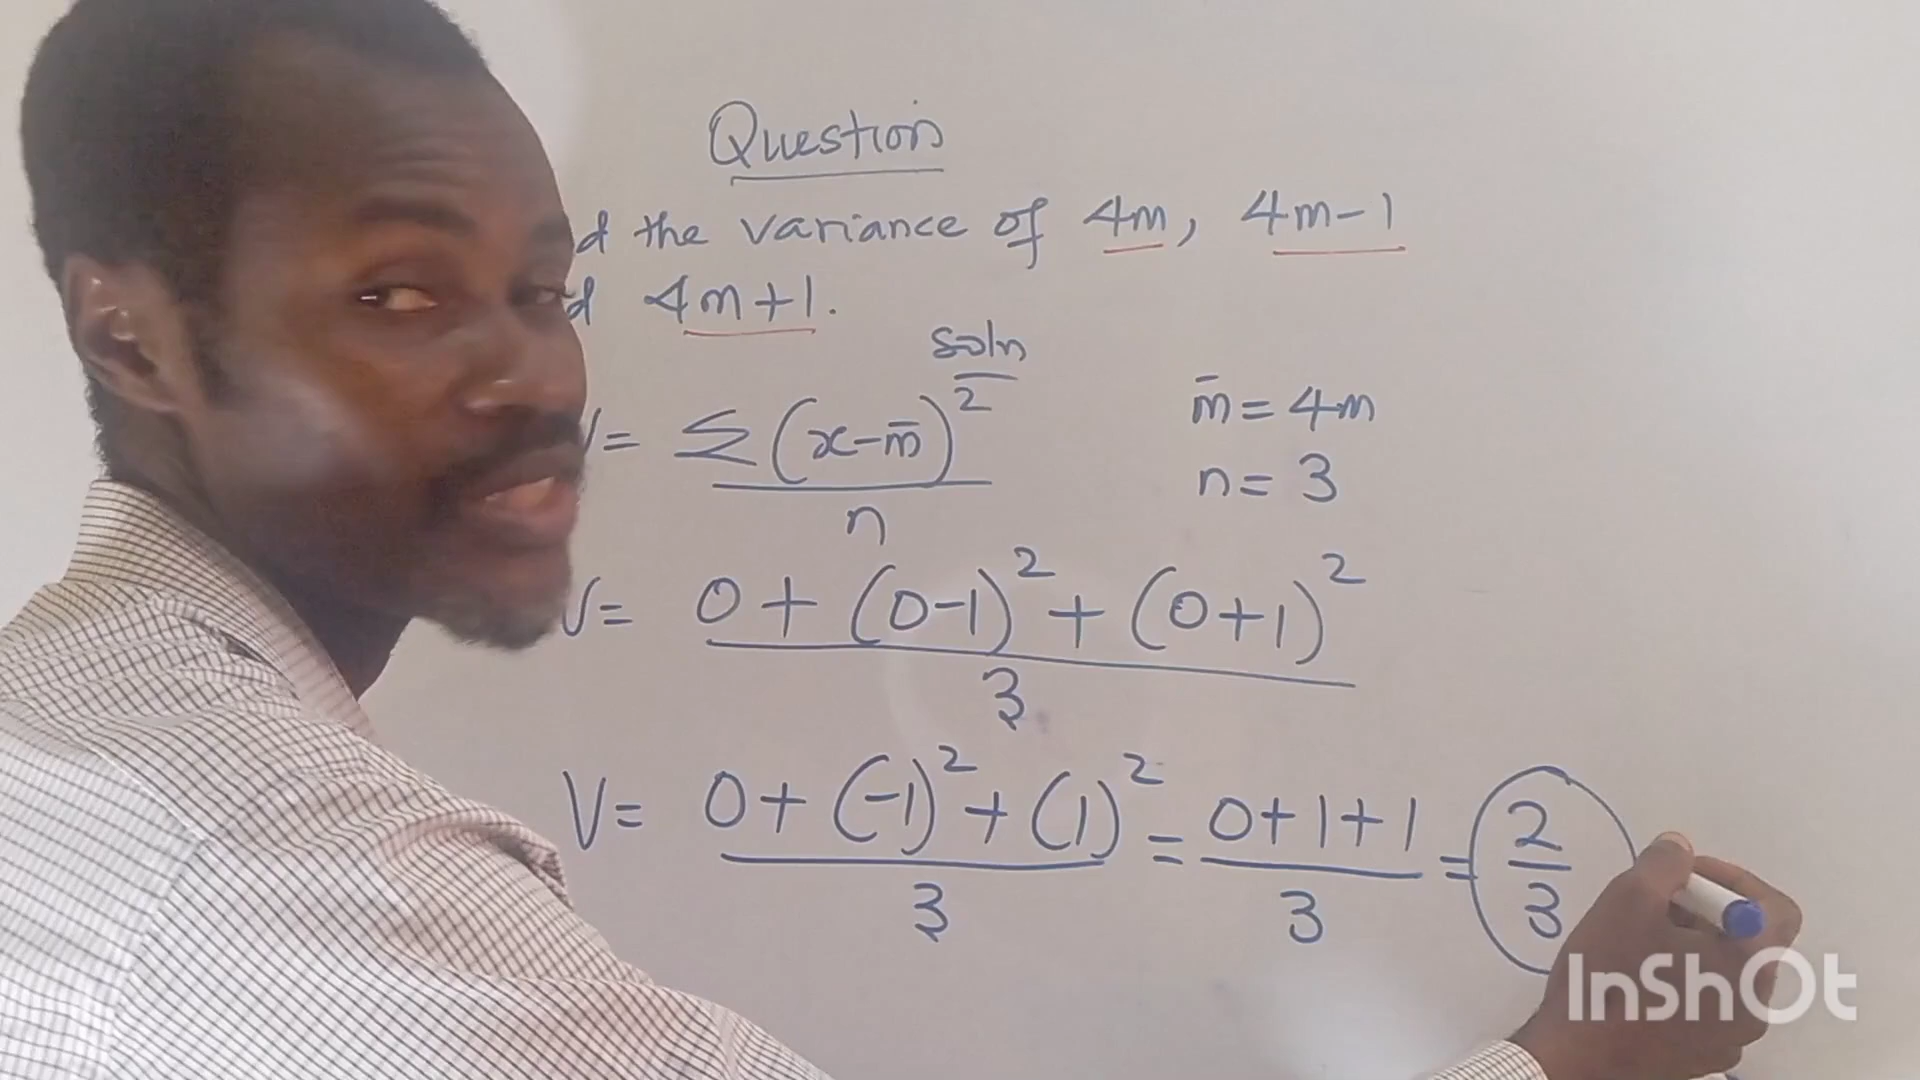 Question
d the variance of 4m, 4m-1
d 4m+1.
soln
V= Σ(x-m̄)²/n
m̄ = 4m
n = 3
V= 0+(0-1)²+(0+1)²/3
V= 0+(-1)²+(1)²/3 = 0+1+1/3 = 2/3
InShOt